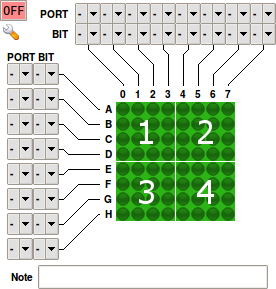 OFF
PORT - - - - - - - -
BIT - - - - - - - -
PORT BIT
0 1 2 3 4 5 6 7
- - A
- - B
- - C
- - D
- - E
- - F
- - G
- - H
1 2
3 4
Note